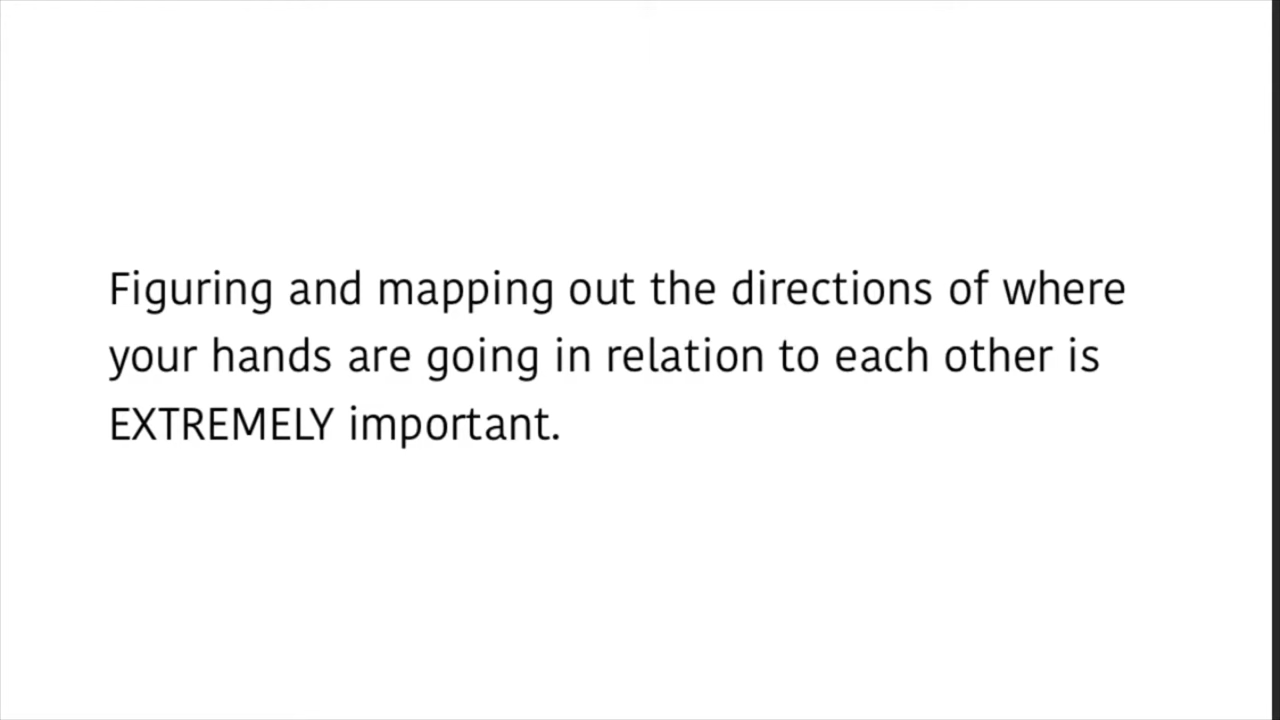 Figuring and mapping out the directions of where
your hands are going in relation to each other is
EXTREMELY important.